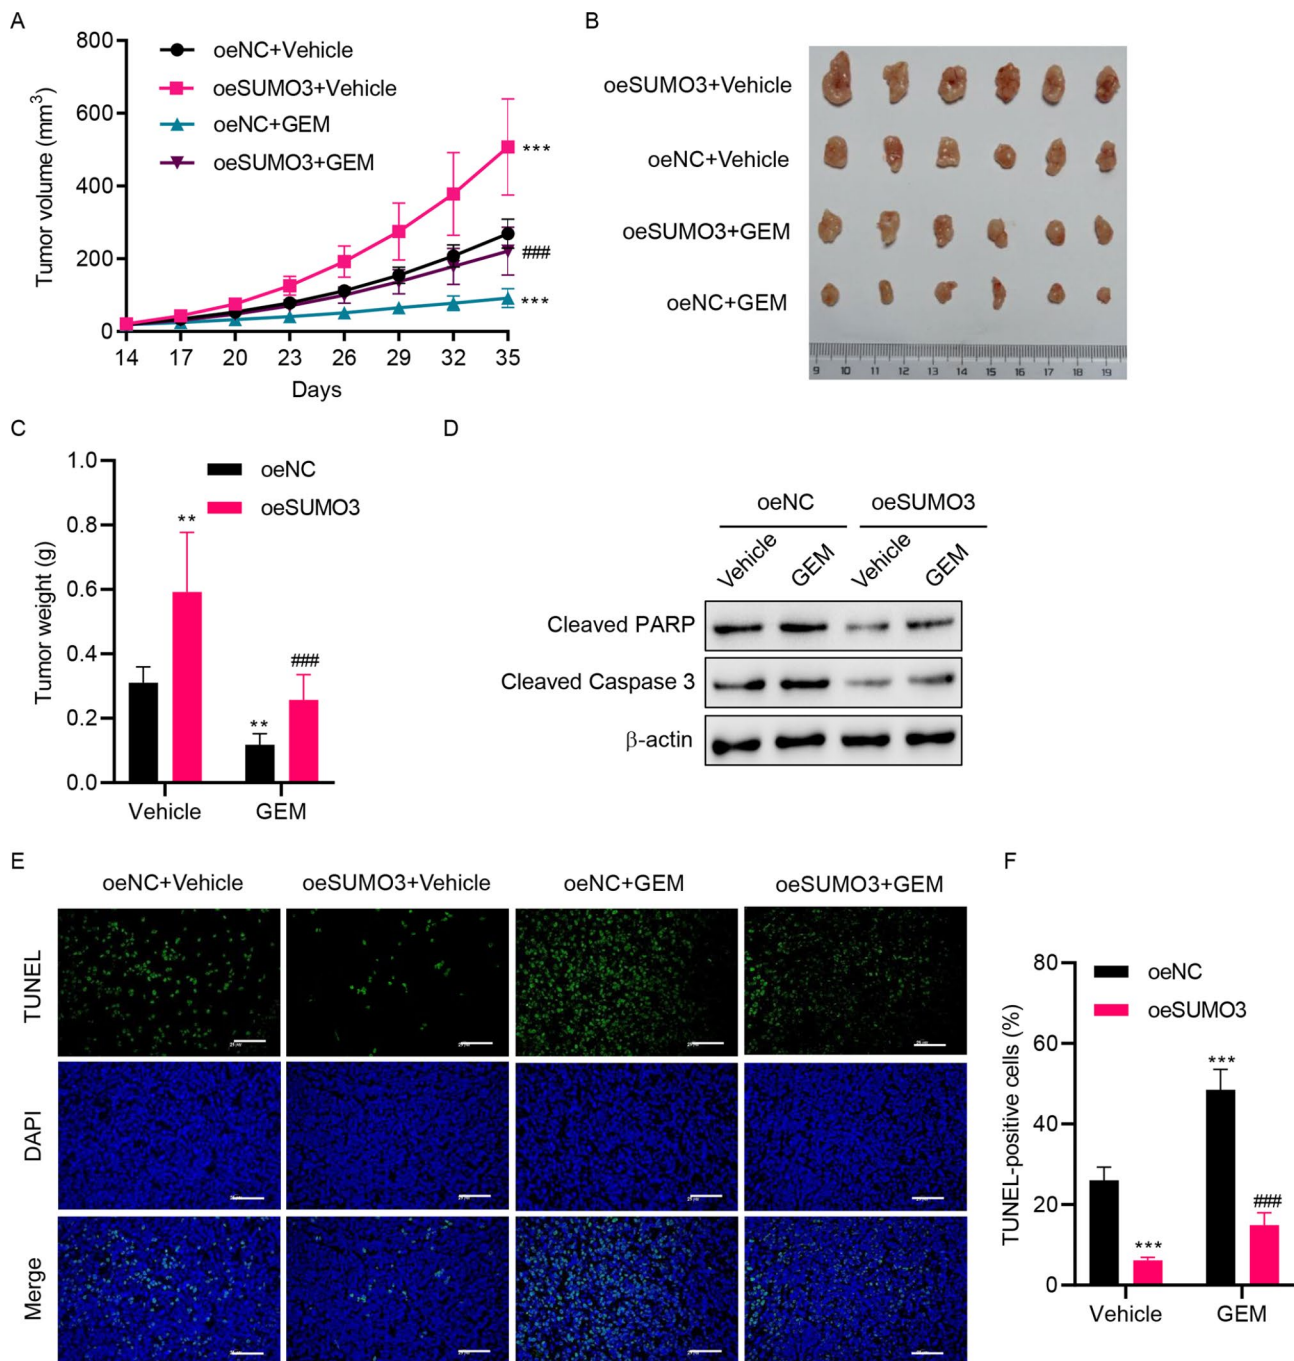 A
800
600
400
200
0
Tumor volume (mm³)
oeNC+Vehicle
oeSUMO3+Vehicle
oeNC+GEM
oeSUMO3+GEM
***
###
***
14 17 20 23 26 29 32 35
Days
B
oeSUMO3+Vehicle
oeNC+Vehicle
oeSUMO3+GEM
oeNC+GEM
9 10 11 12 13 14 15 16 17 18 19
C
1.0
0.8
0.6
0.4
0.2
0.0
Tumor weight (g)
oeNC
oeSUMO3
**
**
###
Vehicle GEM
D
oeNC oeSUMO3
Vehicle GEM Vehicle GEM
Cleaved PARP
Cleaved Caspase 3
β-actin
E
oeNC+Vehicle oeSUMO3+Vehicle oeNC+GEM oeSUMO3+GEM
TUNEL
DAPI
Merge
F
80
60
40
20
0
TUNEL-positive cells (%)
oeNC
oeSUMO3
***
***
###
Vehicle GEM